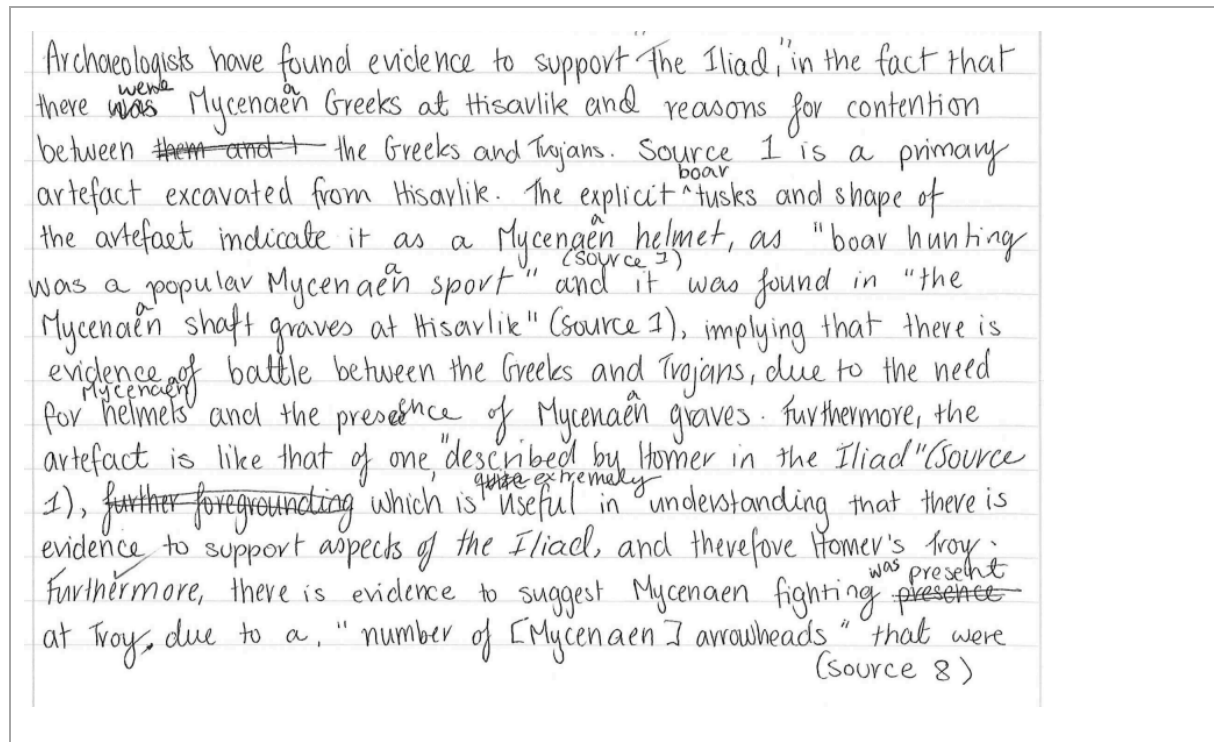 Archaeologists have found evidence to support "The Iliad," in the fact that
there were Mycenaean Greeks at Hisarlik and reasons for contention
between them and t the Greeks and Trojans. Source 1 is a primary
artefact excavated from Hisarlik. The explicit boar tusks and shape of
the artefact indicate it as a Mycenaean helmet, as "boar hunting
was a popular Mycenaean sport" (source 1) and it was found in "the
Mycenaean shaft graves at Hisarlik" (source 1), implying that there is
evidence of battle between the Greeks and Trojans, due to the need
for Mycenaean helmets and the presence of Mycenaean graves. Furthermore, the
artefact is like that of one, "described by Homer in the Iliad" (Source
1), further foregrounding which is quite extremely useful in understanding that there is
evidence to support aspects of the Iliad, and therefore Homer's Troy.
Furthermore, there is evidence to suggest Mycenaen fighting was present presence
at Troy, due to a, "number of [Mycenaen] arrowheads" that were
(source 8)